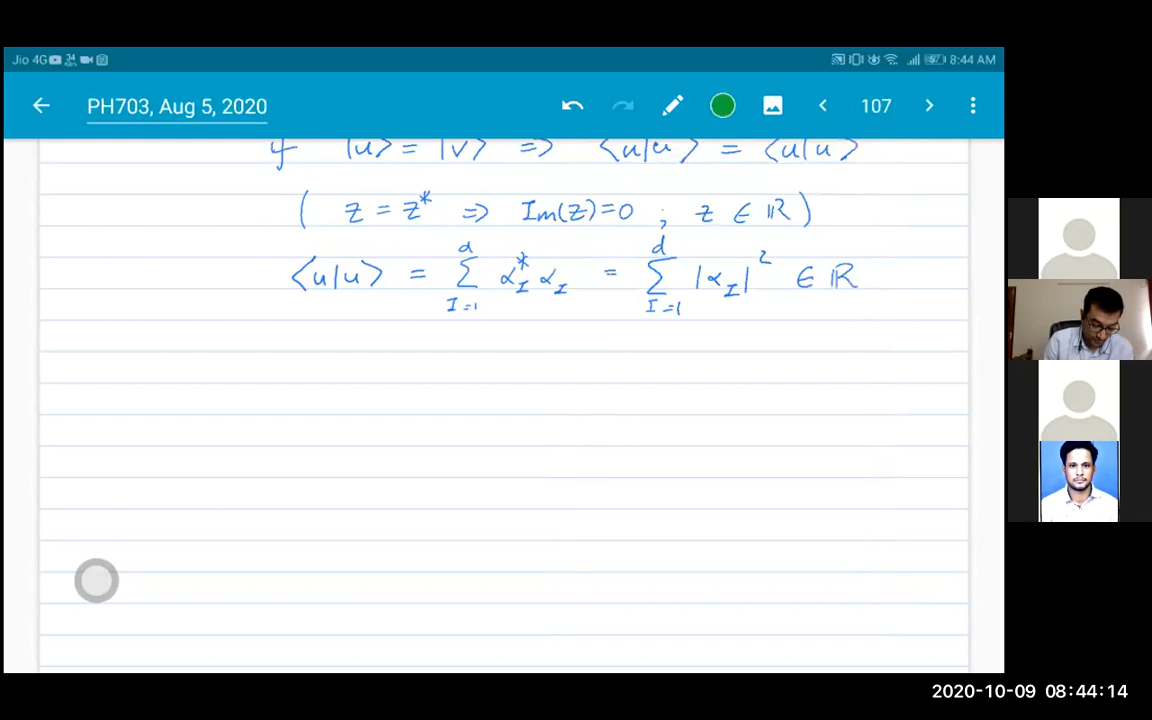 Jio 4G 8:44 AM
PH703, Aug 5, 2020 107
if |u> = |v> => <u|u> = <u|u>
( z = z* => Im(z)=0 ; z ∈ ℝ )
<u|u> = Σ_{I=1}^{d} α_I^* α_I = Σ_{I=1}^{d} |α_I|^2 ∈ ℝ
2020-10-09 08:44:14